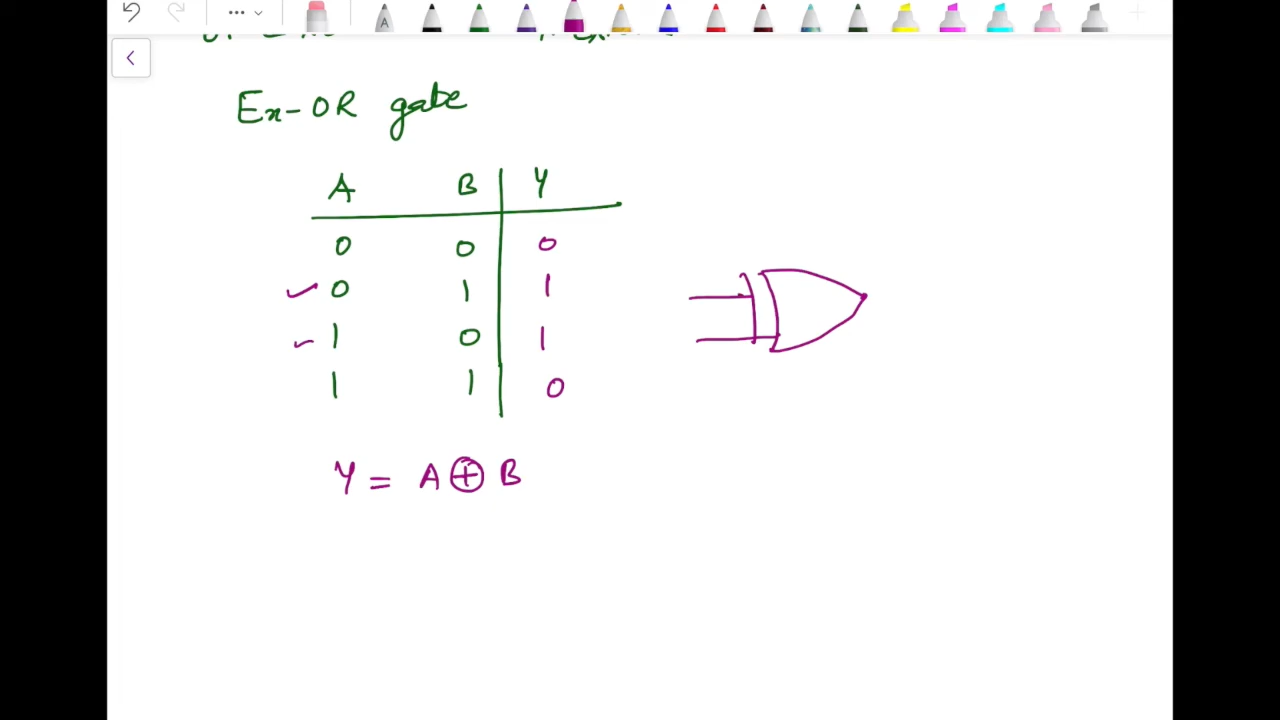 Ex-OR gate
A B Y
0 0 0
0 1 1
1 0 1
1 1 0
Y = A ⊕ B